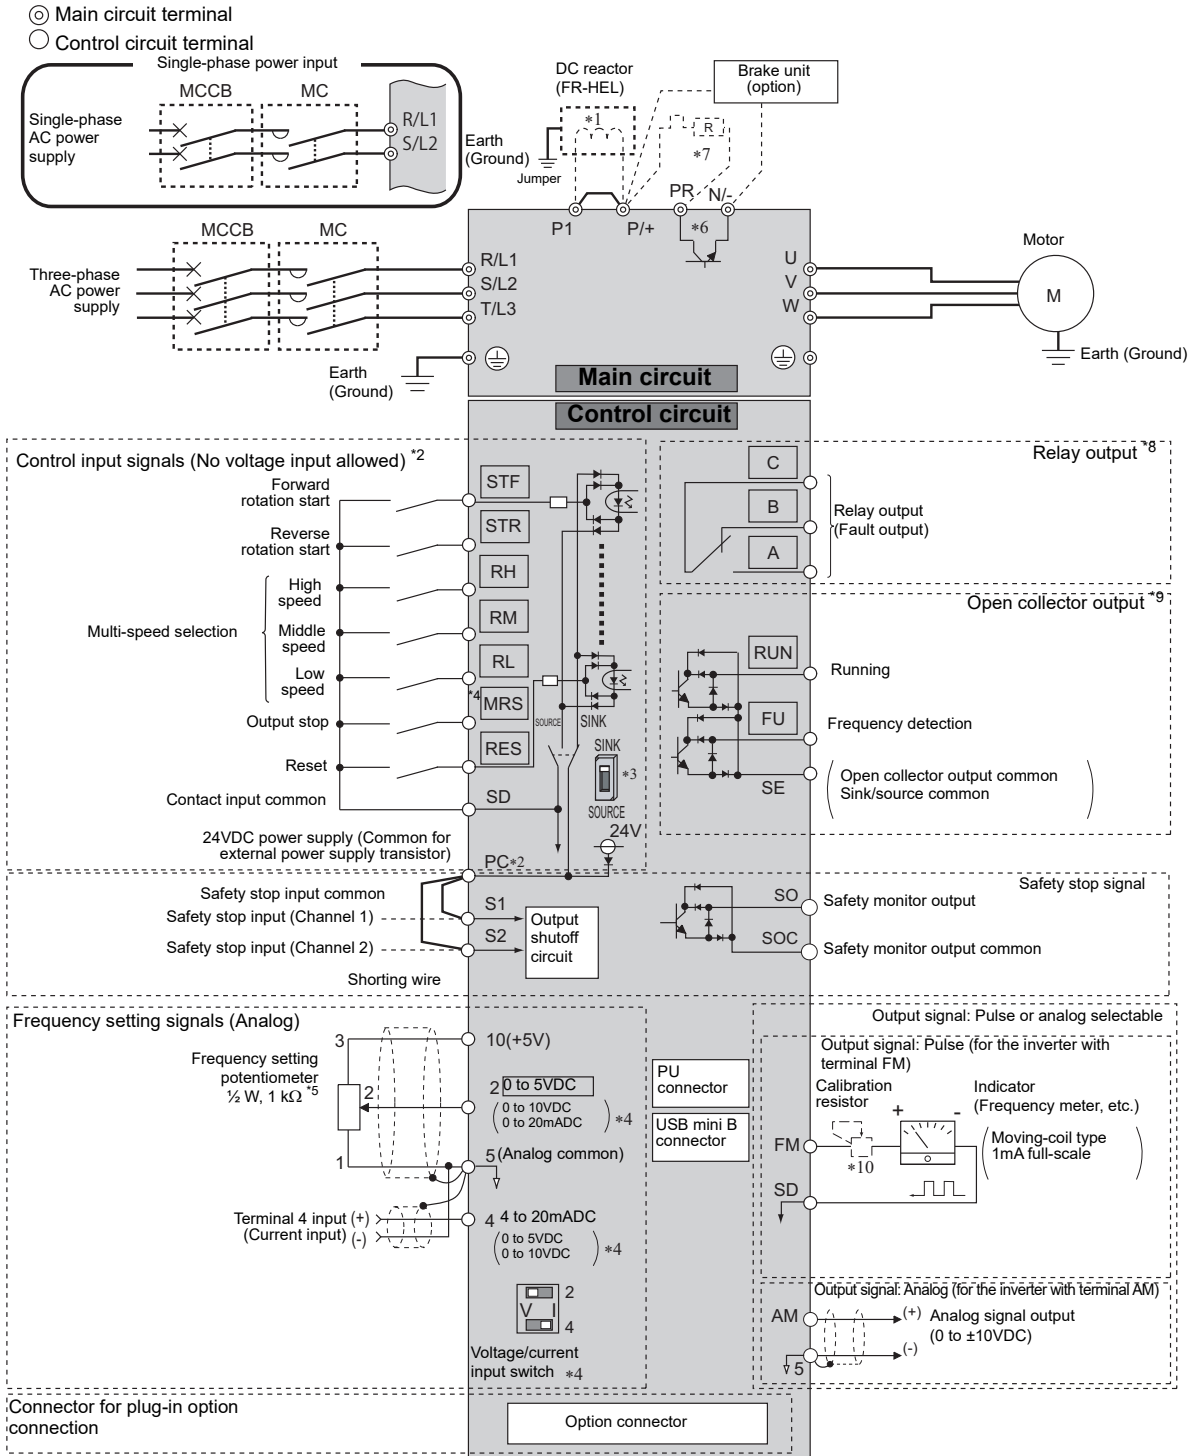 Main circuit terminal
Control circuit terminal
Single-phase power input
MCCB
MC
Single-phase
AC power
supply
R/L1
S/L2
Earth
(Ground)
DC reactor
(FR-HEL)
*1
Jumper
Brake unit
(option)
R
*7
P1
P/+
PR
N/-
*6
MCCB
MC
Three-phase
AC power
supply
R/L1
S/L2
T/L3
Earth
(Ground)
U
V
W
Motor
M
Earth (Ground)
Main circuit
Control circuit
Control input signals (No voltage input allowed) *2
Forward
rotation start
Reverse
rotation start
High
speed
Multi-speed selection
Middle
speed
Low
speed
Output stop
Reset
Contact input common
24VDC power supply (Common for
external power supply transistor)
STF
STR
RH
RM
RL
*4
MRS
RES
SD
PC*2
SOURCE
SINK
SINK
*3
SOURCE
24V
Relay output *8
C
B
A
Relay output
(Fault output)
Open collector output *9
RUN
Running
FU
Frequency detection
SE
Open collector output common
Sink/source common
Safety stop input common
Safety stop input (Channel 1)
Safety stop input (Channel 2)
Shorting wire
S1
S2
Output
shutoff
circuit
Safety stop signal
SO
Safety monitor output
SOC
Safety monitor output common
Frequency setting signals (Analog)
Frequency setting
potentiometer
½ W, 1 kΩ *5
3
2
1
10(+5V)
2 0 to 5VDC
(0 to 10VDC
0 to 20mADC) *4
5 (Analog common)
Terminal 4 input (+)
(Current input) (-)
4 4 to 20mADC
(0 to 5VDC
0 to 10VDC) *4
2
V I
4
Voltage/current
input switch *4
PU
connector
USB mini B
connector
Output signal: Pulse or analog selectable
Output signal: Pulse (for the inverter with
terminal FM)
Calibration
resistor
Indicator
(Frequency meter, etc.)
+
-
FM
*10
(Moving-coil type
1mA full-scale)
SD
Output signal: Analog (for the inverter with terminal AM)
AM
(+)
Analog signal output
(0 to ±10VDC)
(-)
5
Connector for plug-in option
connection
Option connector